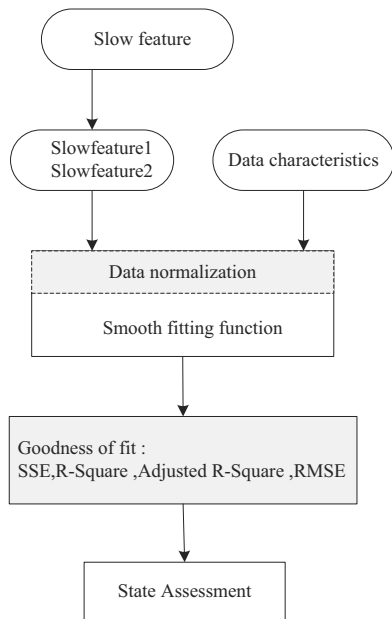 Slow feature
Slowfeature1
Slowfeature2
Data characteristics
Data normalization
Smooth fitting function
Goodness of fit :
SSE,R-Square ,Adjusted R-Square ,RMSE
State Assessment